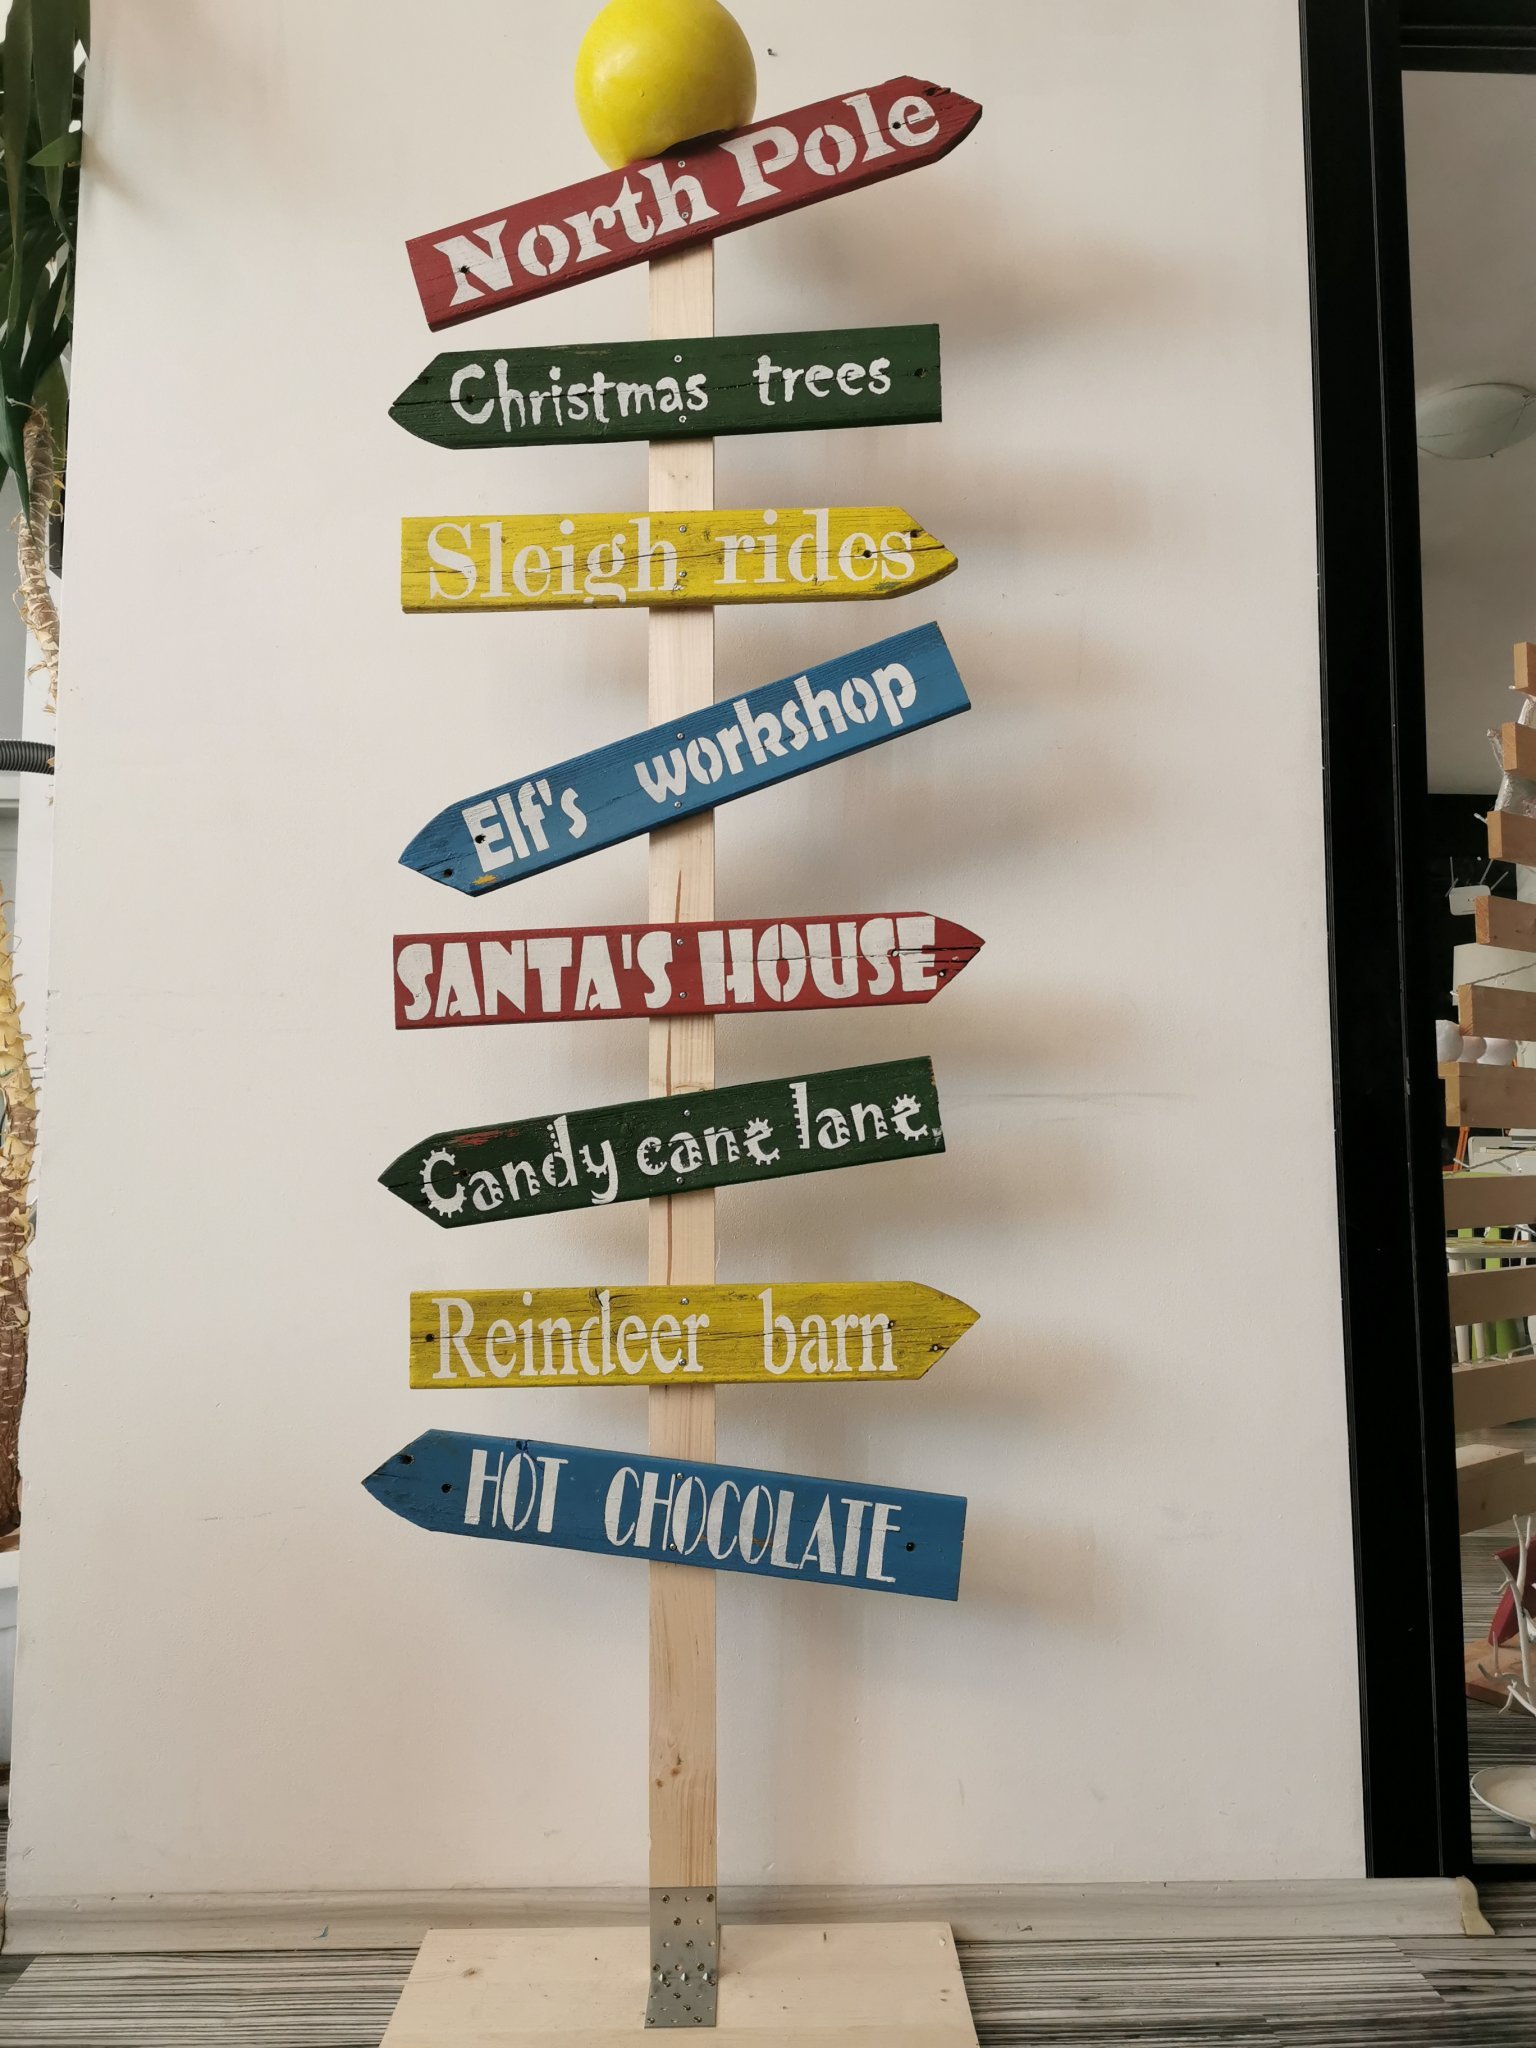 North Pole
Christmas trees
Sleigh rides
Elf's workshop
SANTA'S HOUSE
Candy cane lane
Reindeer barn
HOT CHOCOLATE